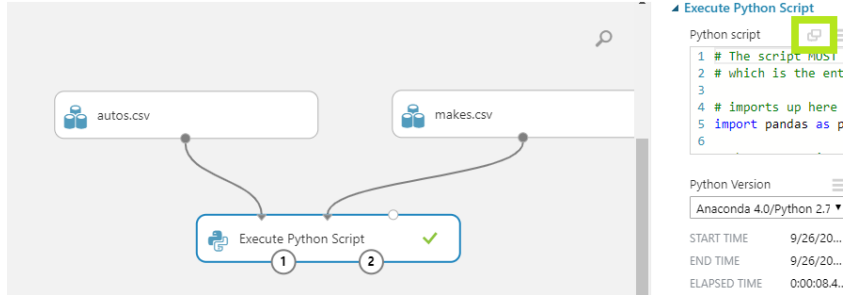 autos.csv
makes.csv
Execute Python Script
1
2
Execute Python Script
Python script
1 # The script MUST
2 # which is the ent
3
4 # imports up here
5 import pandas as p
6
Python Version
Anaconda 4.0/Python 2.7
START TIME 9/26/20...
END TIME 9/26/20...
ELAPSED TIME 0:00:08.4...